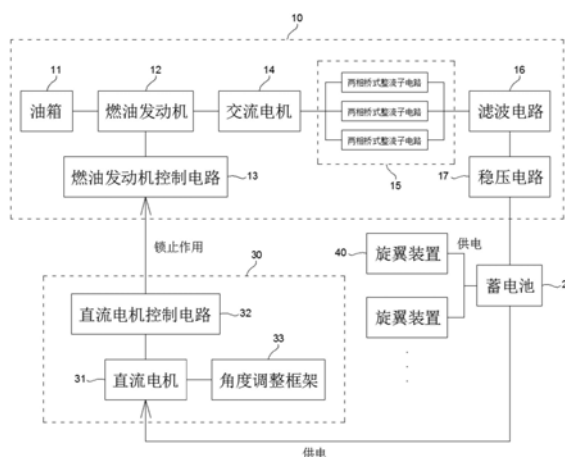 10
11
12
14
16
油箱
燃油发动机
交流电机
两相桥式整流子电路
两相桥式整流子电路
两相桥式整流子电路
滤波电路
15
燃油发动机控制电路
13
17
稳压电路
锁止作用
30
40
旋翼装置
供电
蓄电池
直流电机控制电路
32
旋翼装置
33
31
直流电机
角度调整框架
供电